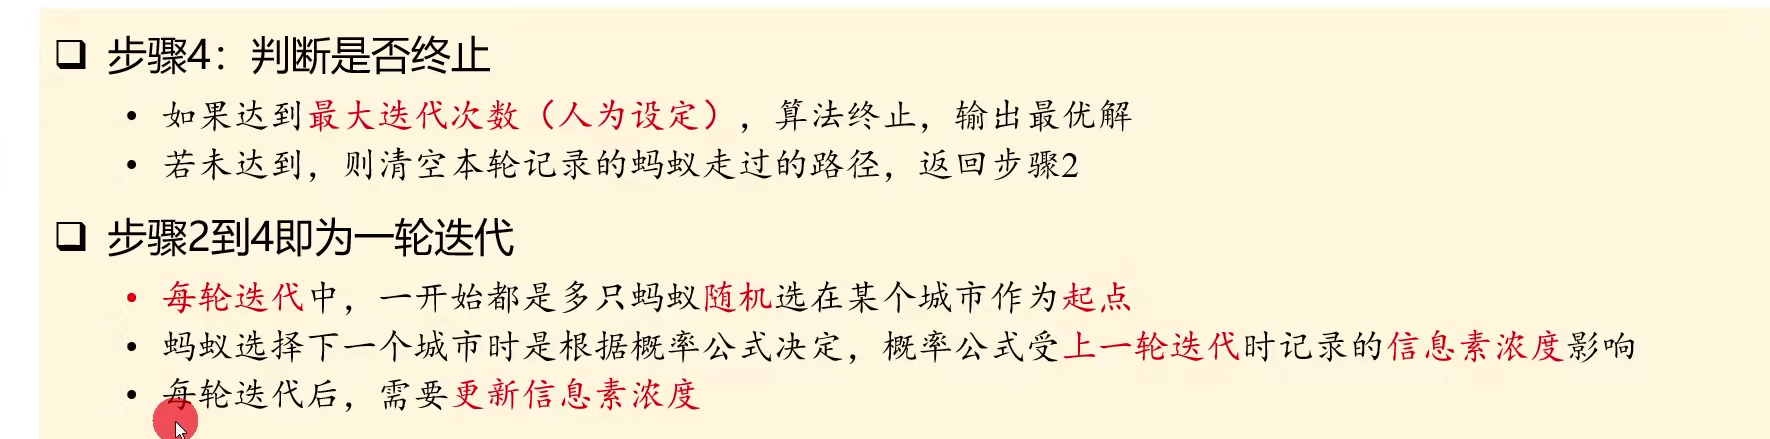 步骤4：判断是否终止
• 如果达到最大迭代次数（人为设定），算法终止，输出最优解
• 若未达到，则清空本轮记录的蚂蚁走过的路径，返回步骤2
步骤2到4即为一轮迭代
• 每轮迭代中，一开始都是多只蚂蚁随机选在某个城市作为起点
• 蚂蚁选择下一个城市时是根据概率公式决定，概率公式受上一轮迭代时记录的信息素浓度影响
• 每轮迭代后，需要更新信息素浓度